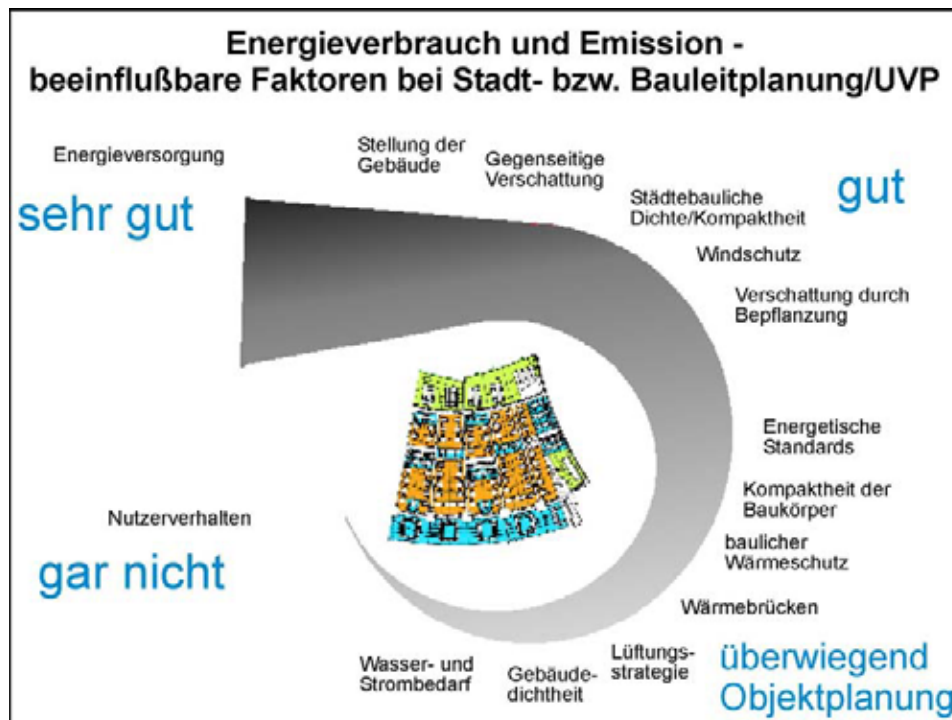 Energieverbrauch und Emission -
beeinflußbare Faktoren bei Stadt- bzw. Bauleitplanung/UVP
Energieversorgung
sehr gut
Stellung der
Gebäude
Gegenseitige
Verschattung
Städtebauliche
Dichte/Kompaktheit
gut
Windschutz
Verschattung durch
Bepflanzung
Energetische
Standards
Kompaktheit der
Baukörper
baulicher
Wärmeschutz
Wärmebrücken
überwiegend
Objektplanung
Lüftungs-
strategie
Gebäude-
dichtheit
Wasser- und
Strombedarf
Nutzerverhalten
gar nicht